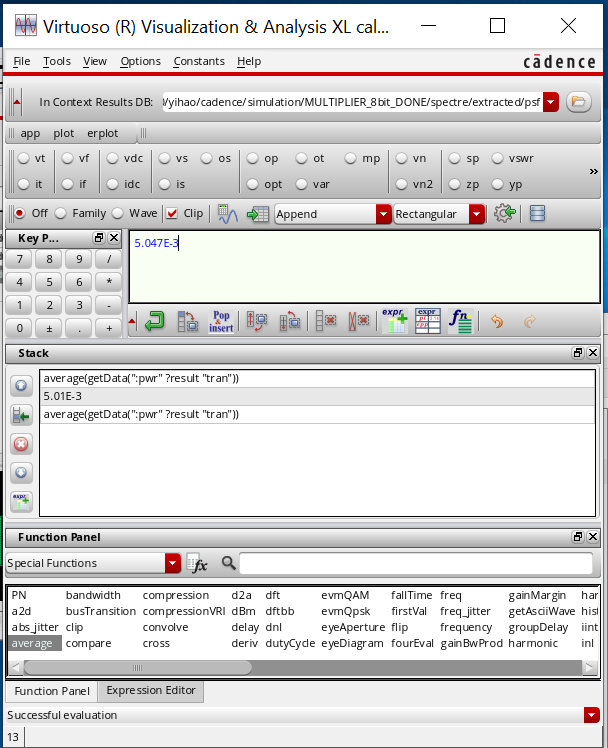 Virtuoso (R) Visualization & Analysis XL cal...
File Tools View Options Constants Help cādence
In Context Results DB: l/yihao/cadence/simulation/MULTIPLIER_8bit_DONE/spectre/extracted/psf
app plot erplot
vt vf vdc vs os op ot mp vn sp vswr
it if idc is opt var vn2 zp yp
»
Off Family Wave Clip Append Rectangular
Key P...
7 8 9 /
4 5 6 *
1 2 3 -
0 ± . +
5.047E-3
Pop & insert expr expr fn
Stack
average(getData(":pwr" ?result "tran"))
5.01E-3
average(getData(":pwr" ?result "tran"))
expr
Function Panel
Special Functions fx
PN bandwidth compression d2a dft evmQAM fallTime freq gainMargin har
a2d busTransition compressionVRI dBm dftbb evmQpsk firstVal freq_jitter getAsciiWave hist
abs_jitter clip convolve delay dnl eyeAperture flip frequency groupDelay iint
average compare cross deriv dutyCycle eyeDiagram fourEval gainBwProd harmonic inl
Function Panel Expression Editor
Successful evaluation
13